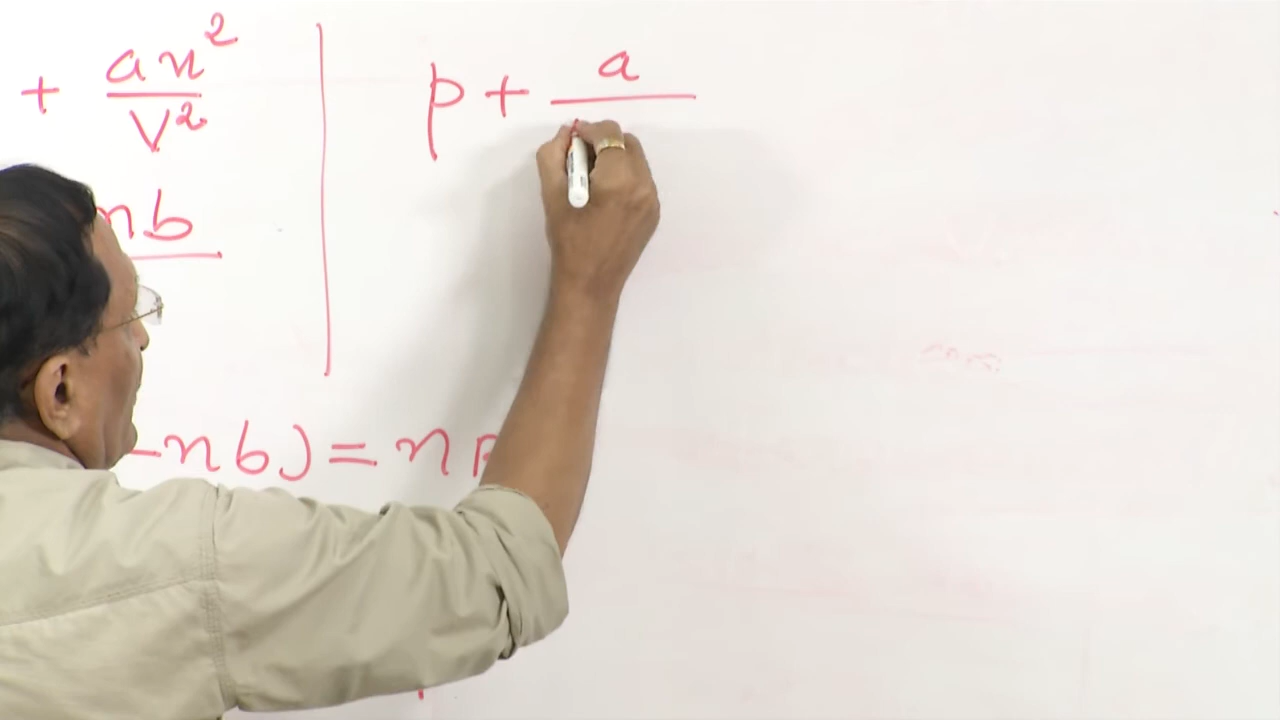 + an²/V²
nb
-nb) = n
p + a